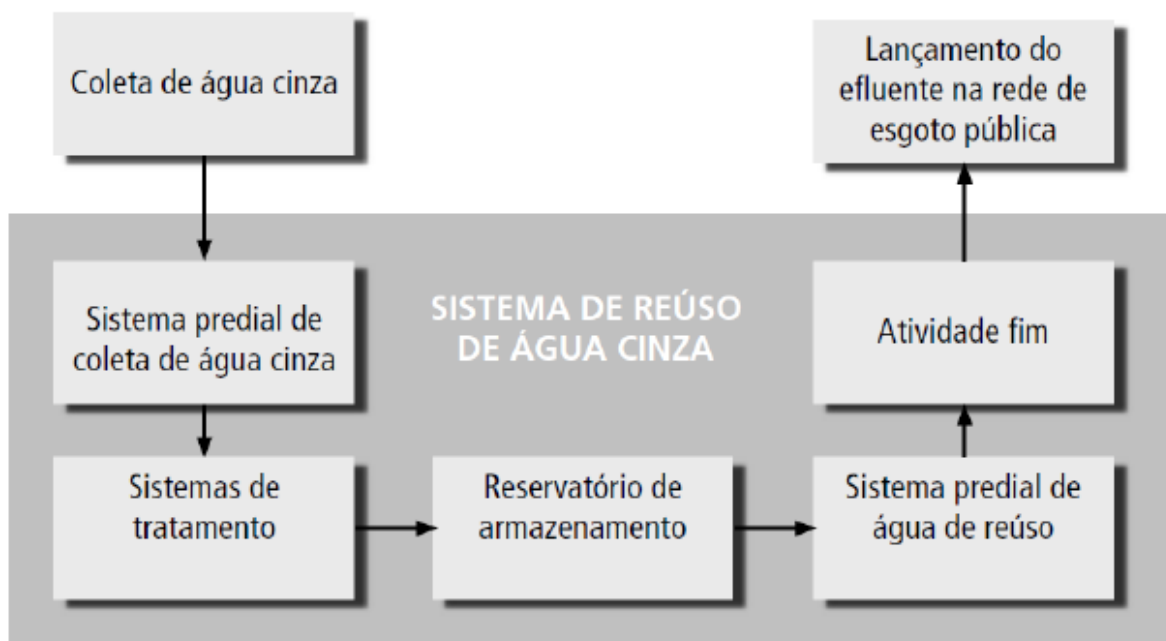 Coleta de água cinza
Lançamento do
efluente na rede de
esgoto pública
SISTEMA DE REÚSO
DE ÁGUA CINZA
Sistema predial de
coleta de água cinza
Atividade fim
Sistemas de
tratamento
Reservatório de
armazenamento
Sistema predial de
água de reúso